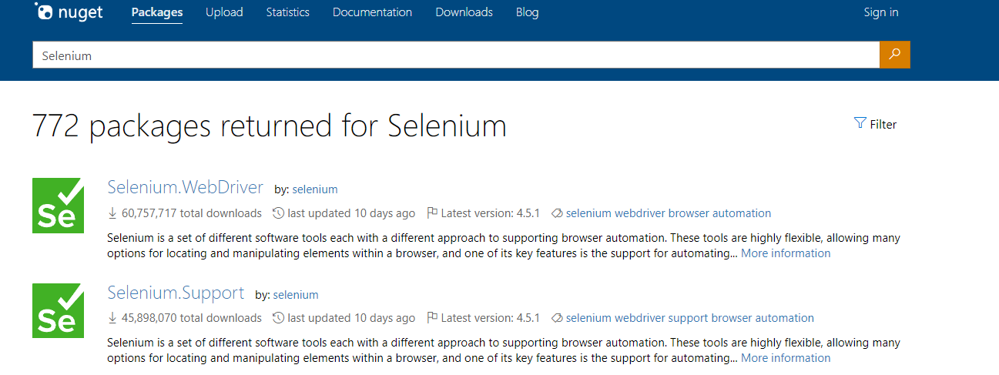 nuget Packages Upload Statistics Documentation Downloads Blog Sign in
Selenium
772 packages returned for Selenium
Filter
Selenium.WebDriver by: selenium
60,757,717 total downloads last updated 10 days ago Latest version: 4.5.1 selenium webdriver browser automation
Selenium is a set of different software tools each with a different approach to supporting browser automation. These tools are highly flexible, allowing many
options for locating and manipulating elements within a browser, and one of its key features is the support for automating... More information
Se
Selenium.Support by: selenium
45,898,070 total downloads last updated 10 days ago Latest version: 4.5.1 selenium webdriver support browser automation
Selenium is a set of different software tools each with a different approach to supporting browser automation. These tools are highly flexible, allowing many
options for locating and manipulating elements within a browser, and one of its key features is the support for automating... More information
Se